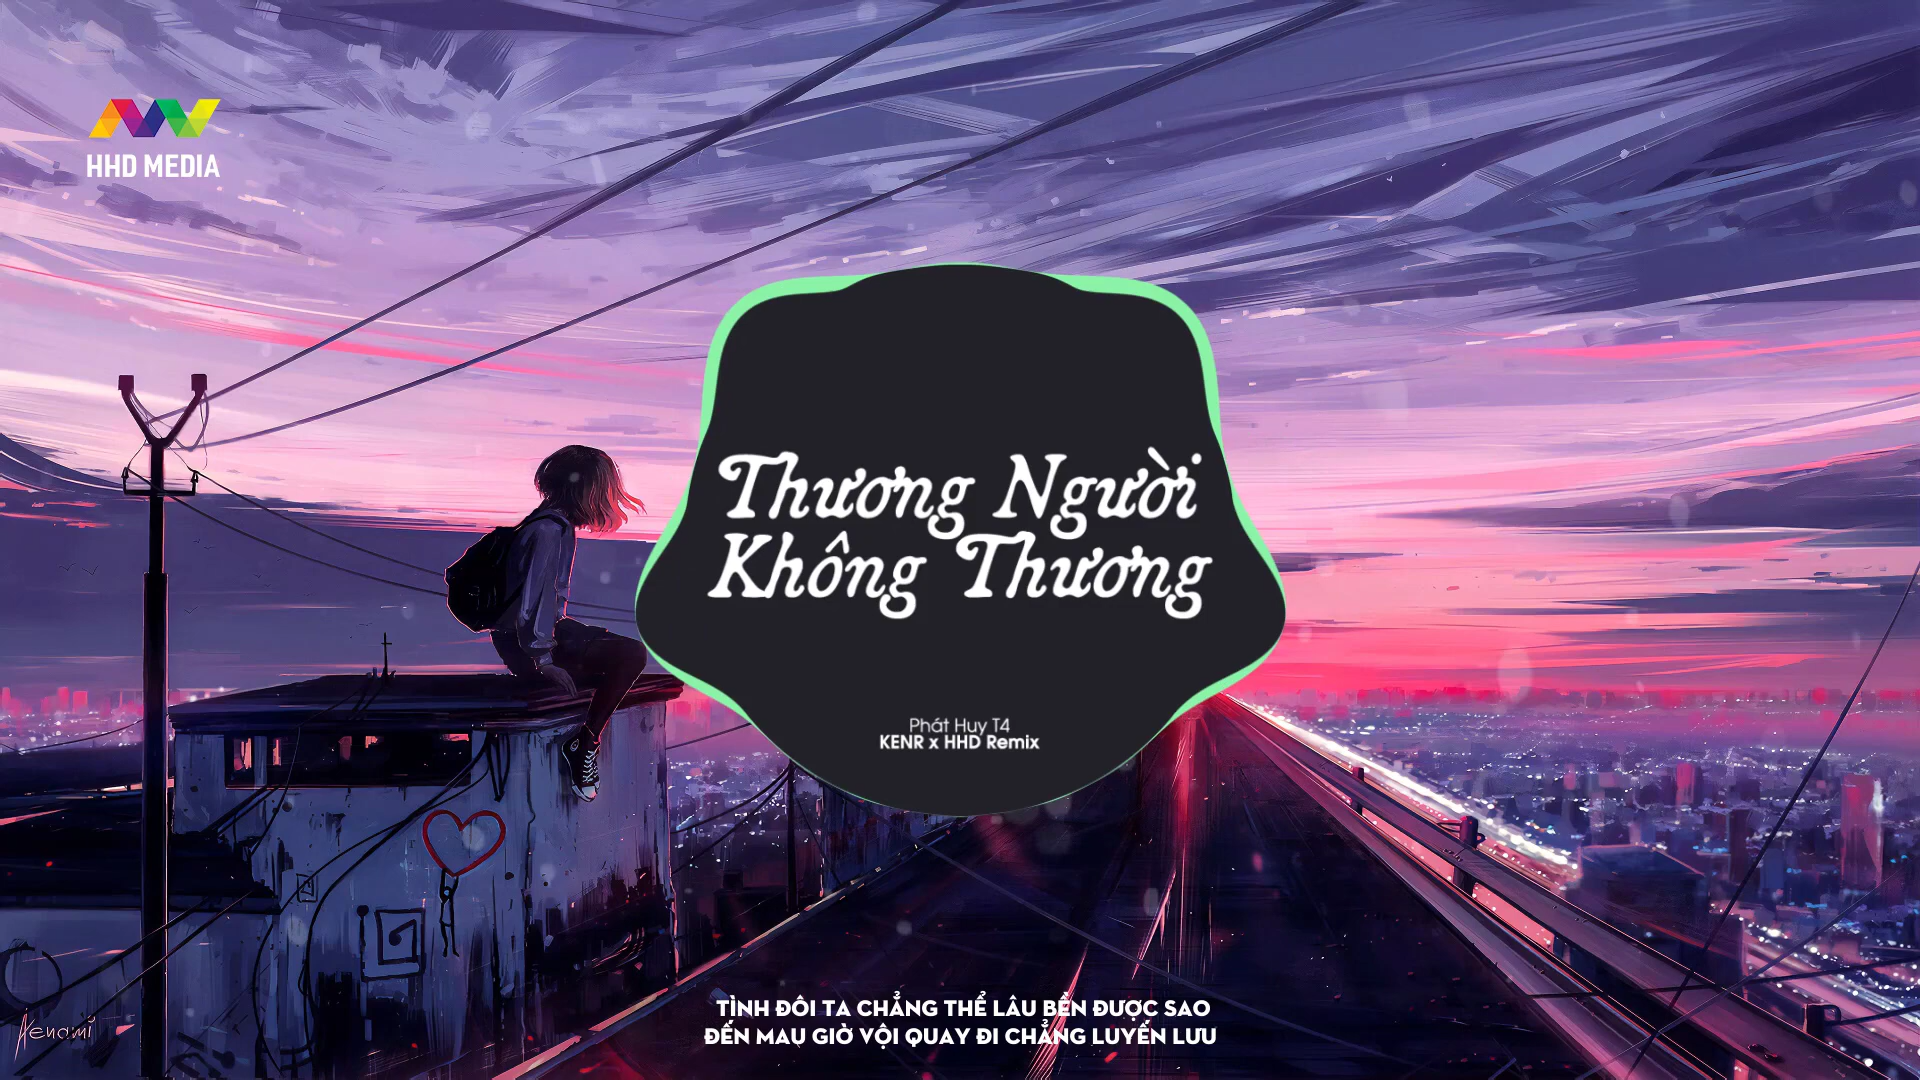 HHD MEDIA
Thương Người
Không Thương
Phát Huy T4
KENR x HHD Remix
TÌNH ĐÔI TA CHẲNG THỂ LÂU BỀN ĐƯỢC SAO
ĐẾN MAU GIỜ VỘI QUAY ĐI CHẲNG LUYẾN LƯU
Aenami